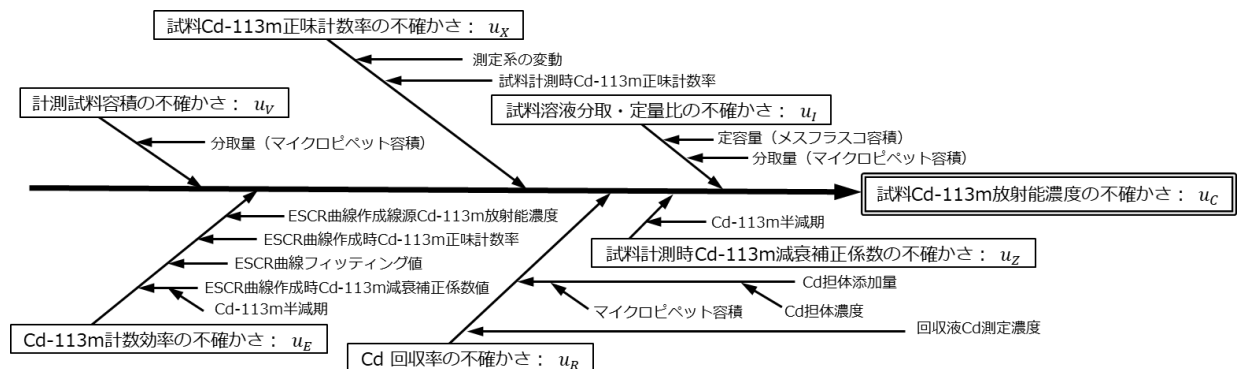 試料Cd-113m正味計数率の不確かさ： u_X
測定系の変動
試料計測時Cd-113m正味計数率
計測試料容積の不確かさ： u_V
分取量（マイクロピペット容積）
試料溶液分取・定量比の不確かさ： u_I
定容量（メスフラスコ容積）
分取量（マイクロピペット容積）
試料Cd-113m放射能濃度の不確かさ： u_C
ESCR曲線作成線源Cd-113m放射能濃度
ESCR曲線作成時Cd-113m正味計数率
ESCR曲線フィッティング値
ESCR曲線作成時Cd-113m減衰補正係数値
Cd-113m半減期
Cd-113m計数効率の不確かさ： u_E
Cd-113m半減期
試料計測時Cd-113m減衰補正係数の不確かさ： u_Z
Cd担体添加量
マイクロピペット容積
Cd担体濃度
回収液Cd測定濃度
Cd 回収率の不確かさ： u_R